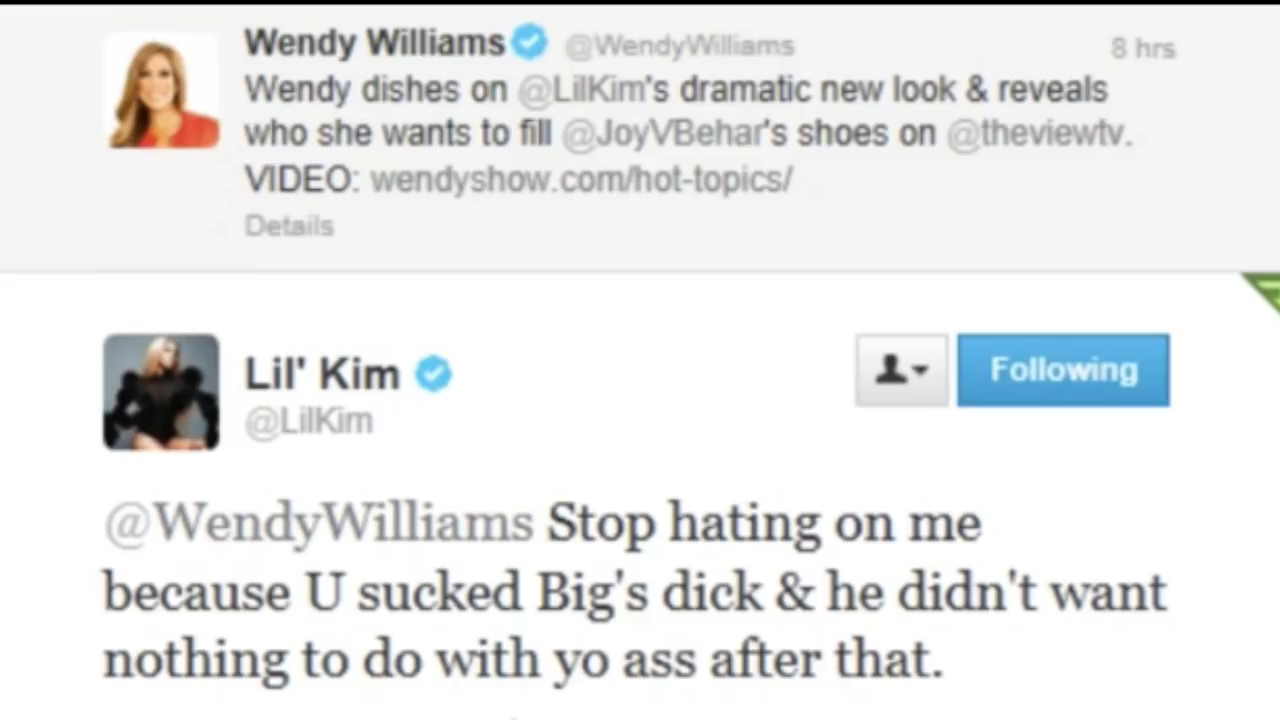 Wendy Williams @WendyWilliams 8 hrs
Wendy dishes on @LilKim's dramatic new look & reveals
who she wants to fill @JoyVBehar's shoes on @theviewtv.
VIDEO: wendyshow.com/hot-topics/
Details
Lil' Kim
@LilKim
Following
@WendyWilliams Stop hating on me
because U sucked Big's dick & he didn't want
nothing to do with yo ass after that.